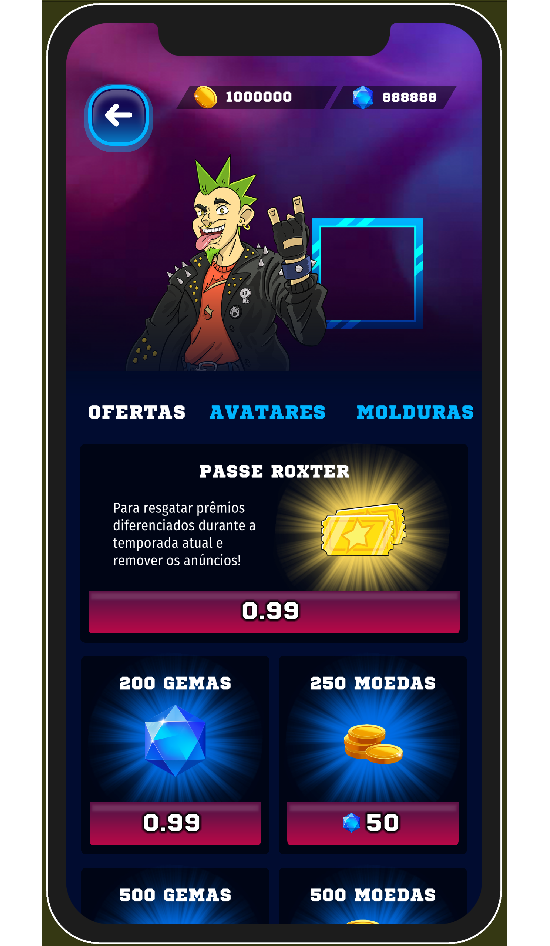 1000000
888888
OFERTAS
AVATARES
MOLDURAS
PASSE ROXTER
Para resgatar prêmios
diferenciados durante a
temporada atual e
remover os anúncios!
0.99
200 GEMAS
250 MOEDAS
0.99
50
500 GEMAS
500 MOEDAS